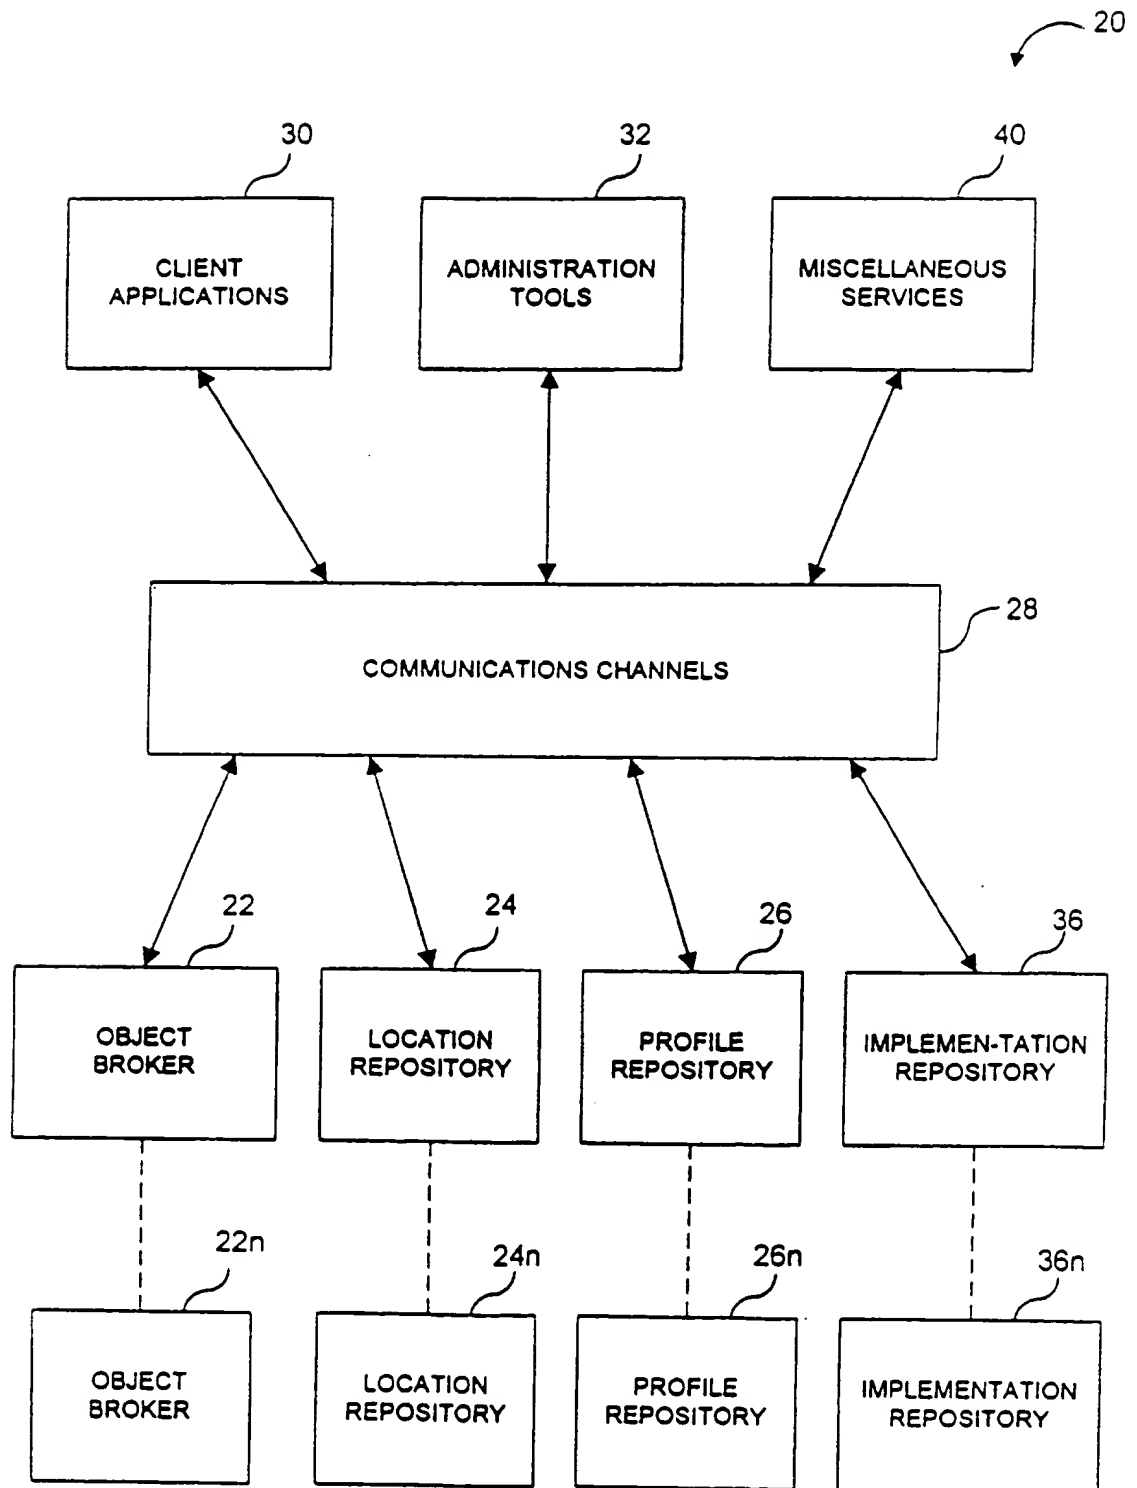 20
30
32
40
CLIENT
APPLICATIONS
ADMINISTRATION
TOOLS
MISCELLANEOUS
SERVICES
28
COMMUNICATIONS CHANNELS
22
24
26
36
OBJECT
BROKER
LOCATION
REPOSITORY
PROFILE
REPOSITORY
IMPLEMEN-TATION
REPOSITORY
22n
24n
26n
36n
OBJECT
BROKER
LOCATION
REPOSITORY
PROFILE
REPOSITORY
IMPLEMENTATION
REPOSITORY